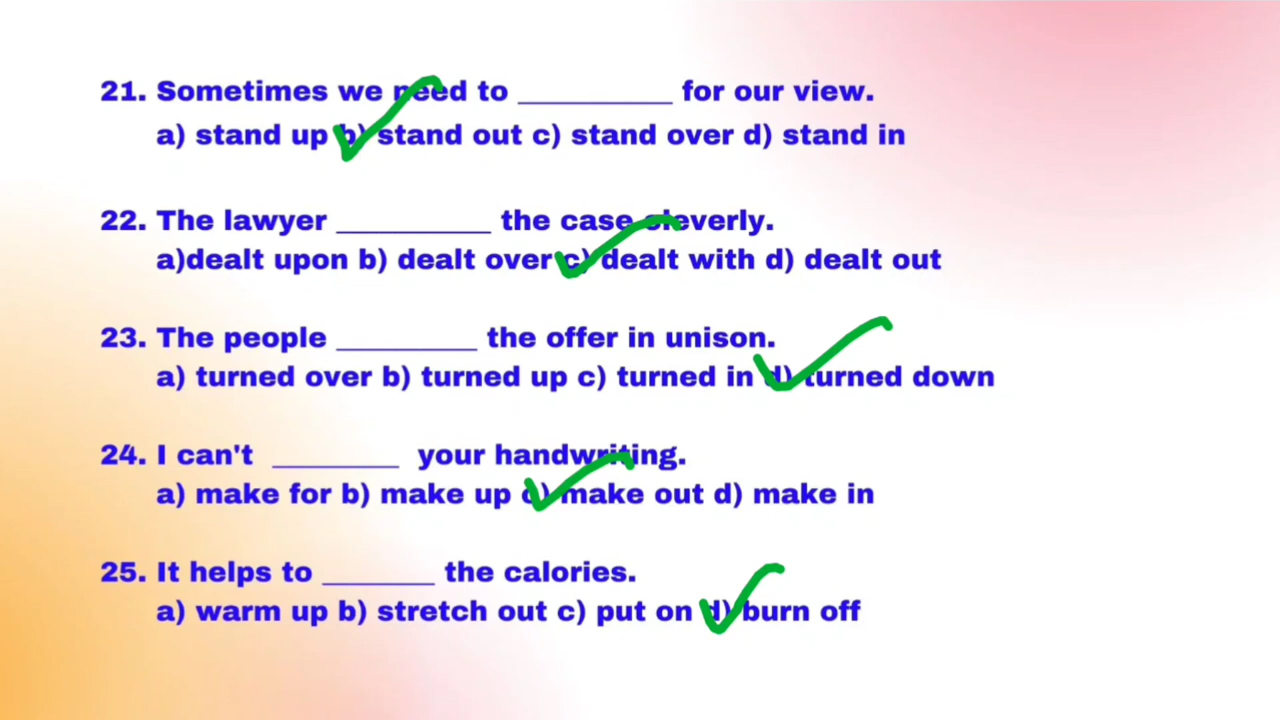 21. Sometimes we need to __________ for our view.
a) stand up b) stand out c) stand over d) stand in
22. The lawyer __________ the case cleverly.
a)dealt upon b) dealt over c) dealt with d) dealt out
23. The people _________ the offer in unison.
a) turned over b) turned up c) turned in d) turned down
24. I can't ________ your handwriting.
a) make for b) make up c) make out d) make in
25. It helps to _______ the calories.
a) warm up b) stretch out c) put on d) burn off